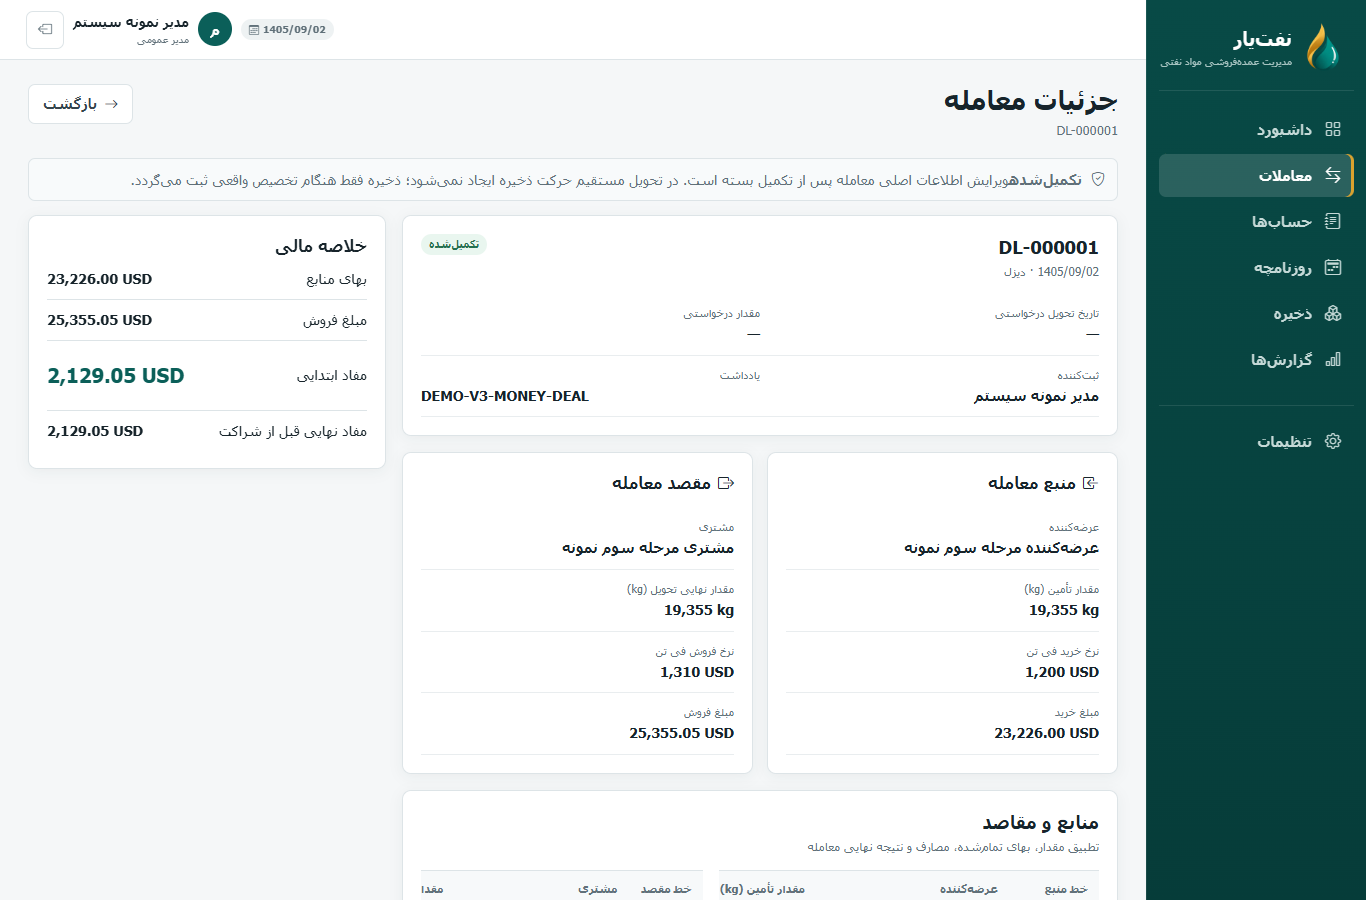 نفت‌یار
مدیریت عمده‌فروشی مواد نفتی
داشبورد
معاملات
حساب‌ها
روزنامچه
ذخیره
گزارش‌ها
تنظیمات
1405/09/02
م
مدیر نمونه سیستم
مدیر عمومی
جزئیات معامله
DL-000001
بازگشت
تکمیل‌شده ویرایش اطلاعات اصلی معامله پس از تکمیل بسته است. در تحویل مستقیم حرکت ذخیره ایجاد نمی‌شود؛ ذخیره فقط هنگام تخصیص واقعی ثبت می‌گردد.
DL-000001
تکمیل‌شده
1405/09/02 · دیزل
تاریخ تحویل درخواستی
—
مقدار درخواستی
—
ثبت‌کننده
مدیر نمونه سیستم
یادداشت
DEMO-V3-MONEY-DEAL
خلاصه مالی
بهای منابع 23,226.00 USD
مبلغ فروش 25,355.05 USD
مفاد ابتدایی 2,129.05 USD
مفاد نهایی قبل از شراکت 2,129.05 USD
منبع معامله
عرضه‌کننده
عرضه‌کننده مرحله سوم نمونه
مقدار تأمین (kg)
19,355 kg
نرخ خرید فی تن
1,200 USD
مبلغ خرید
23,226.00 USD
مقصد معامله
مشتری
مشتری مرحله سوم نمونه
مقدار نهایی تحویل (kg)
19,355 kg
نرخ فروش فی تن
1,310 USD
مبلغ فروش
25,355.05 USD
منابع و مقاصد
تطبیق مقدار، بهای تمام‌شده، مصارف و نتیجه نهایی معامله
خط منبع عرضه‌کننده مقدار تأمین (kg)
خط مقصد مشتری